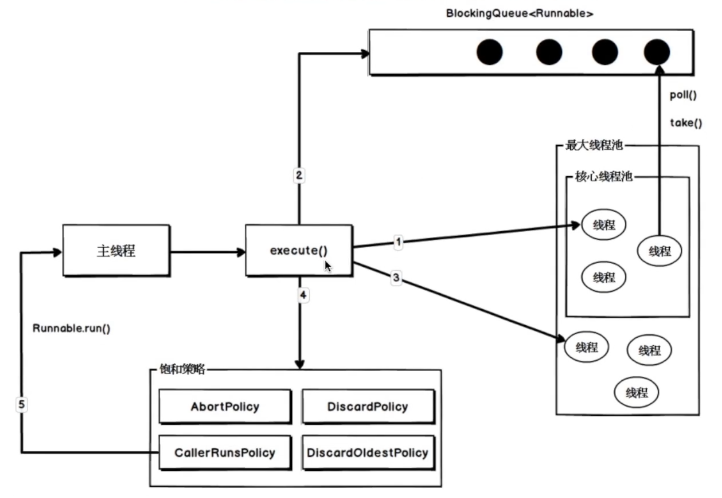 BlockingQueue<Runnable>
poll()
take()
2
最大线程池
核心线程池
线程
线程
线程
主线程
execute()
1
3
线程
线程
线程
4
Runnable.run()
饱和策略
AbortPolicy
DiscardPolicy
5
CallerRunsPolicy
DiscardOldestPolicy